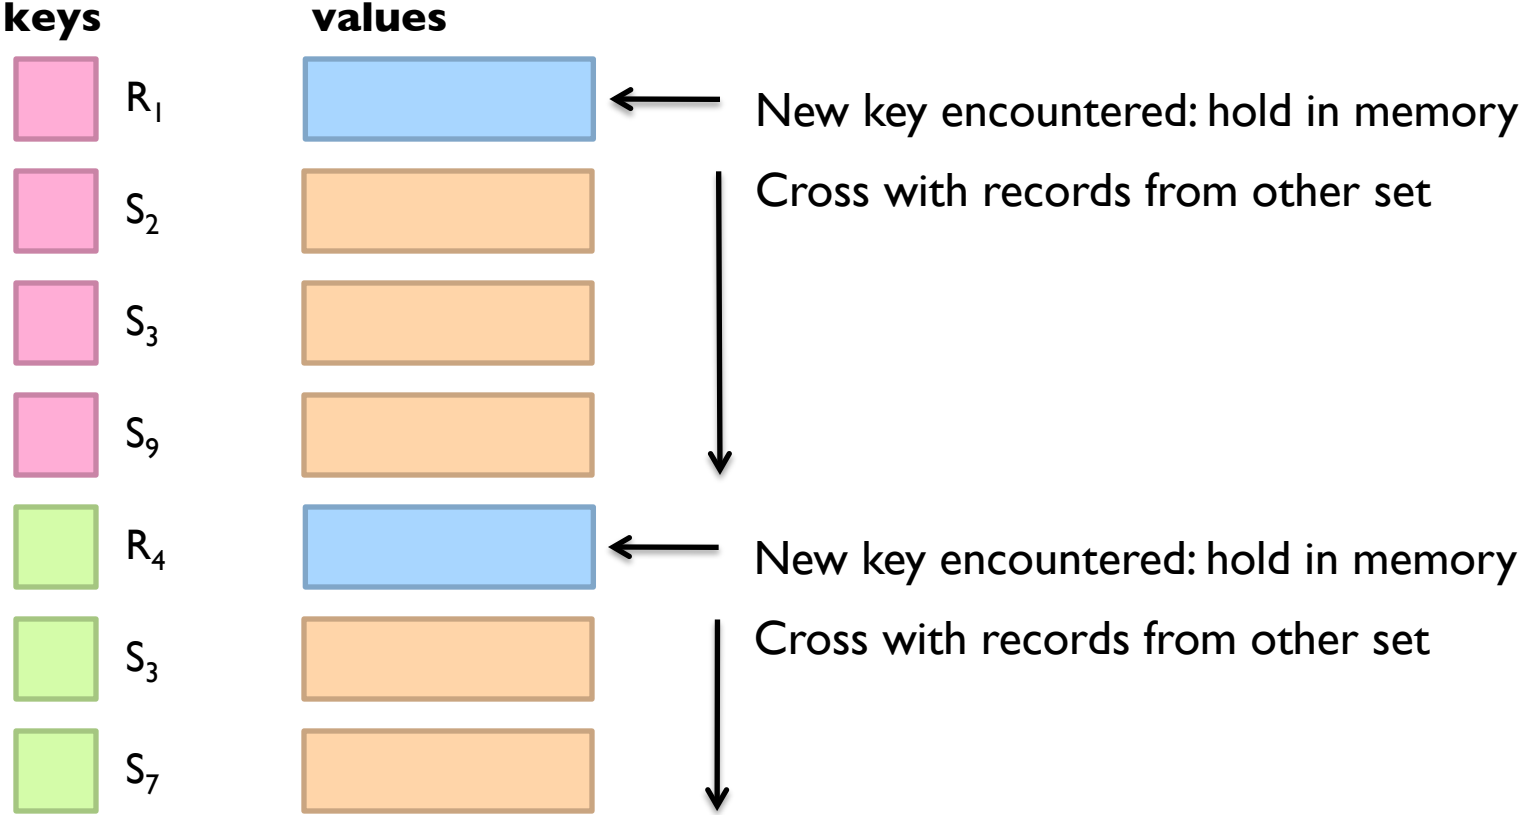 keys values
R₁
New key encountered: hold in memory
S₂
Cross with records from other set
S₃
S₉
R₄
New key encountered: hold in memory
S₃
Cross with records from other set
S₇